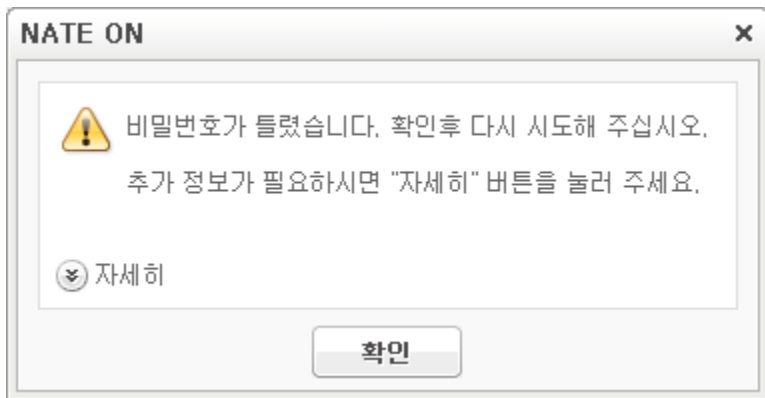 NATE ON
비밀번호가 틀렸습니다. 확인후 다시 시도해 주십시오.
추가 정보가 필요하시면 "자세히" 버튼을 눌러 주세요.
자세히
확인